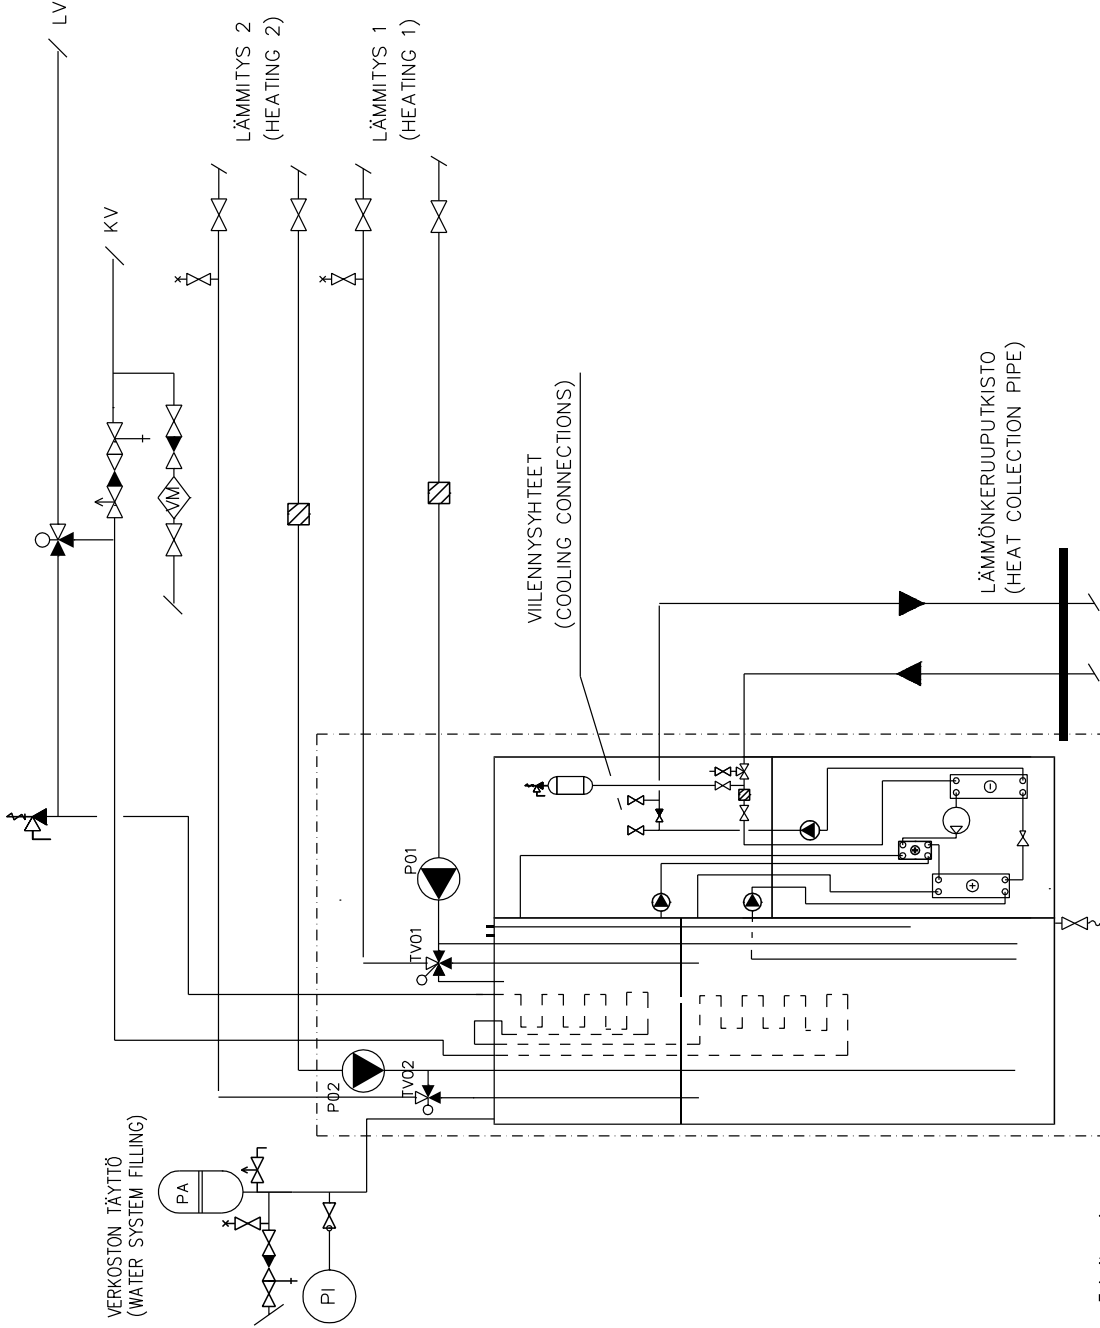 LV
LÄMMITYS 2
(HEATING 2)
LÄMMITYS 1
(HEATING 1)
KV
VM
VIILENNYSYHTEET
(COOLING CONNECTIONS)
LÄMMÖNKERUUPUTKISTO
(HEAT COLLECTION PIPE)
P01
TV01
P02
TV02
VERKOSTON TÄYTTÖ
(WATER SYSTEM FILLING)
PA
PI